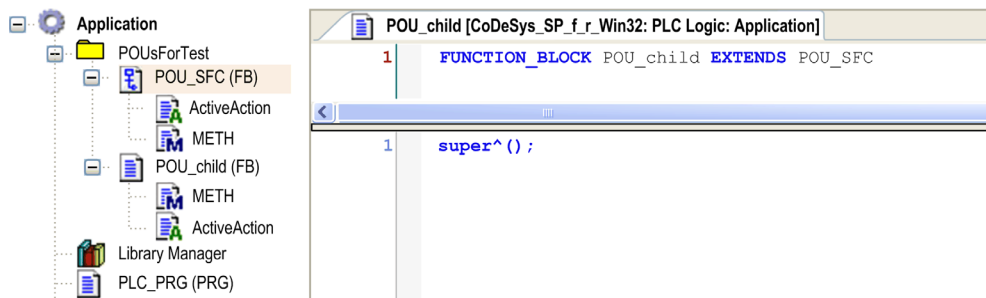 Application
POUsForTest
POU_SFC (FB)
ActiveAction
METH
POU_child (FB)
METH
ActiveAction
Library Manager
PLC_PRG (PRG)
POU_child [CoDeSys_SP_f_r_Win32: PLC Logic: Application]
1 FUNCTION_BLOCK POU_child EXTENDS POU_SFC
1 super^();